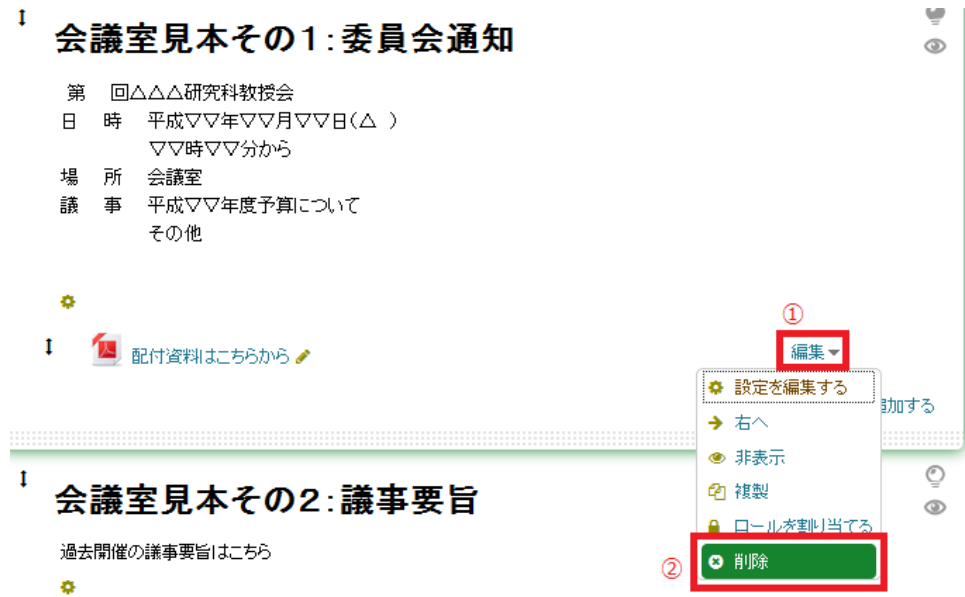 会議室見本その1:委員会通知
第　回△△△研究科教授会
日　時　平成▽▽年▽▽月▽▽日(△ )
▽▽時▽▽分から
場　所　会議室
議　事　平成▽▽年度予算について
その他
①
配付資料はこちらから
編集
設定を編集する
加する
右へ
非表示
会議室見本その2:議事要旨
複製
ロールを割り当てる
過去開催の議事要旨はこちら
② 削除